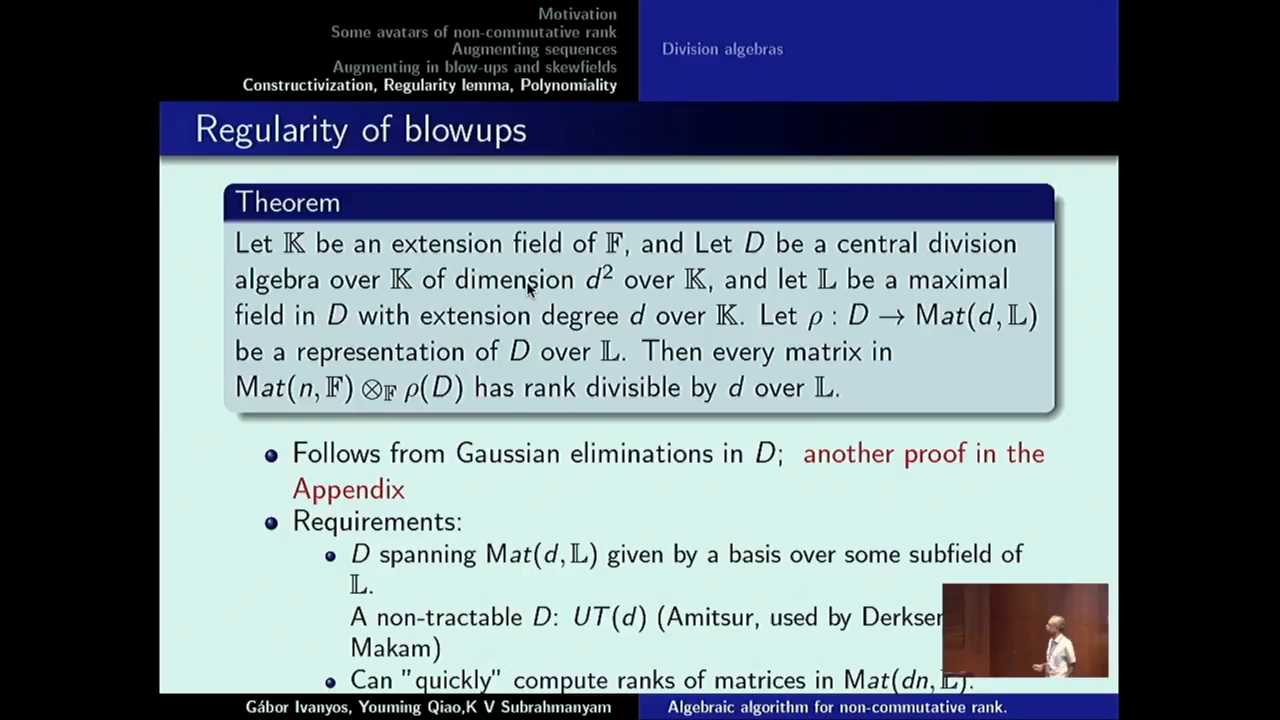 Motivation
Some avatars of non-commutative rank
Augmenting sequences
Augmenting in blow-ups and skewfields
Constructivization, Regularity lemma, Polynomiality
Division algebras
Regularity of blowups
Theorem
Let 𝕂 be an extension field of 𝔽, and Let D be a central division
algebra over 𝕂 of dimension d² over 𝕂, and let 𝕃 be a maximal
field in D with extension degree d over 𝕂. Let ρ : D → Mat(d, 𝕃)
be a representation of D over 𝕃. Then every matrix in
Mat(n, 𝔽) ⊗_𝔽 ρ(D) has rank divisible by d over 𝕃.
Follows from Gaussian eliminations in D; another proof in the
Appendix
Requirements:
D spanning Mat(d, 𝕃) given by a basis over some subfield of
𝕃.
A non-tractable D: UT(d) (Amitsur, used by Derksen
Makam)
Can "quickly" compute ranks of matrices in Mat(dn, 𝕃).
Gábor Ivanyos, Youming Qiao,K V Subrahmanyam
Algebraic algorithm for non-commutative rank.